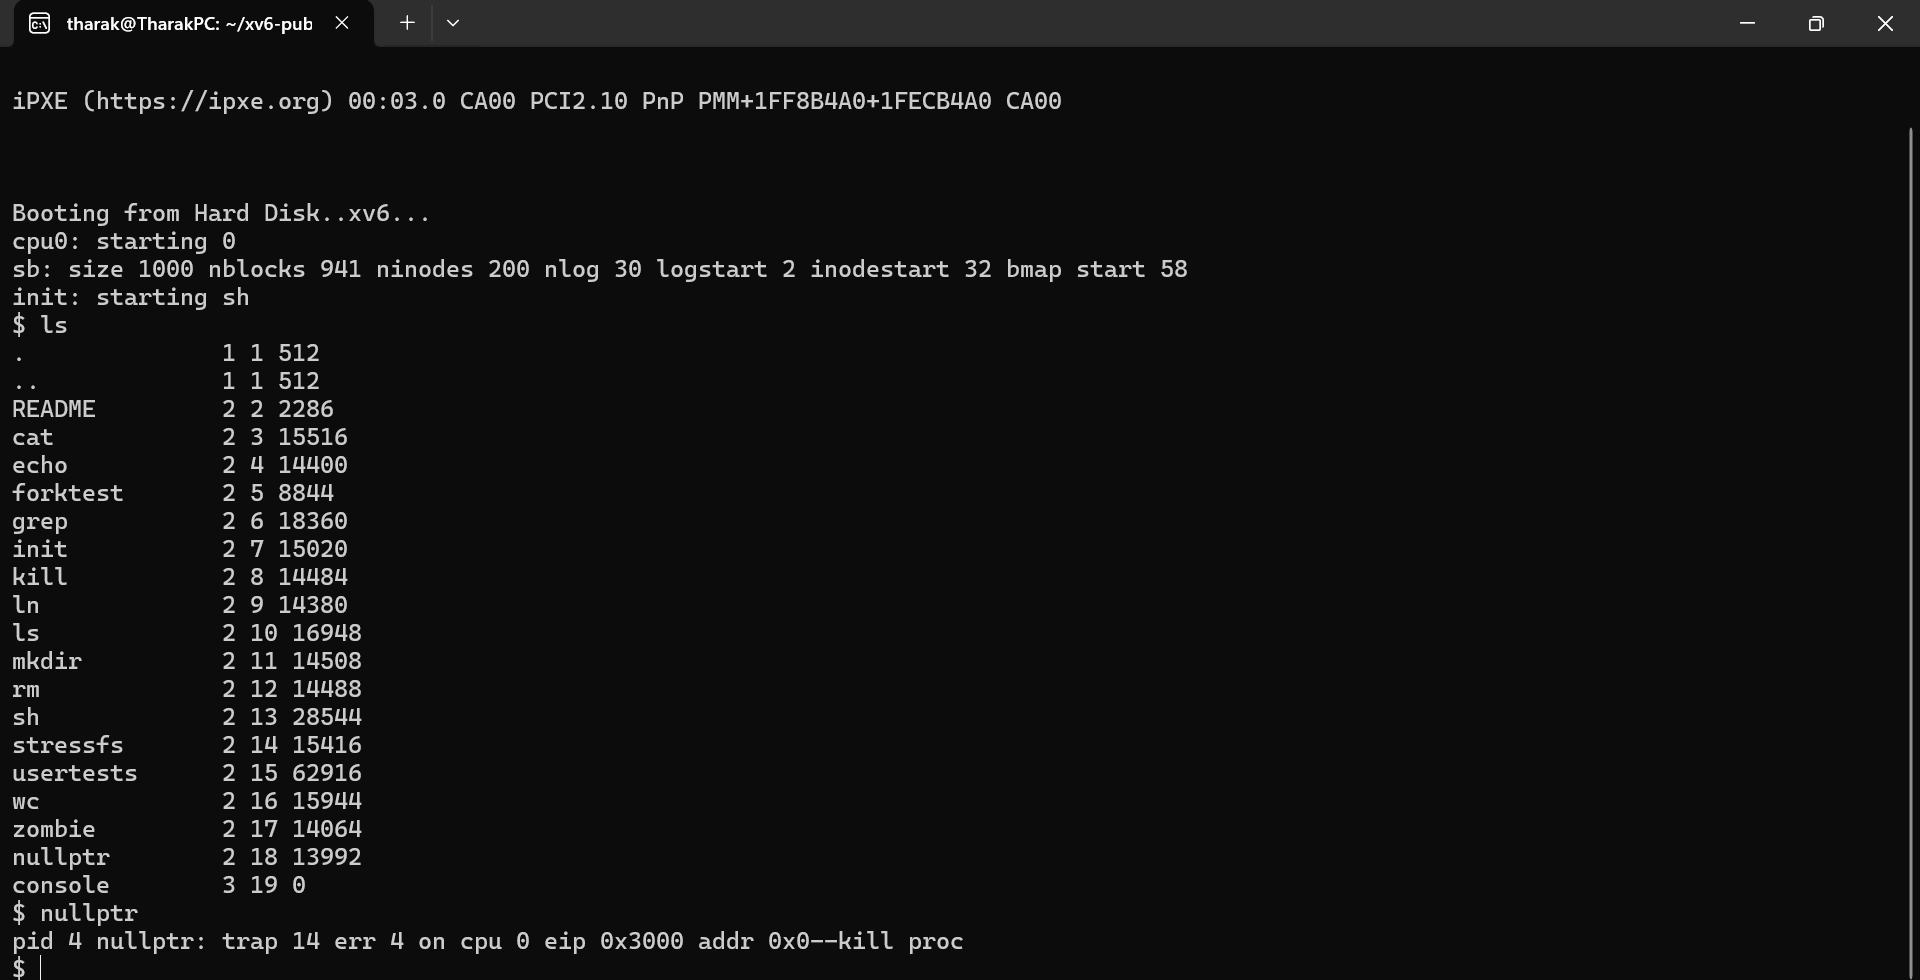 tharak@TharakPC: ~/xv6-pub
iPXE (https://ipxe.org) 00:03.0 CA00 PCI2.10 PnP PMM+1FF8B4A0+1FECB4A0 CA00
Booting from Hard Disk..xv6...
cpu0: starting 0
sb: size 1000 nblocks 941 ninodes 200 nlog 30 logstart 2 inodestart 32 bmap start 58
init: starting sh
$ ls
.              1 1 512
..             1 1 512
README         2 2 2286
cat            2 3 15516
echo           2 4 14400
forktest       2 5 8844
grep           2 6 18360
init           2 7 15020
kill           2 8 14484
ln             2 9 14380
ls             2 10 16948
mkdir          2 11 14508
rm             2 12 14488
sh             2 13 28544
stressfs       2 14 15416
usertests      2 15 62916
wc             2 16 15944
zombie         2 17 14064
nullptr        2 18 13992
console        3 19 0
$ nullptr
pid 4 nullptr: trap 14 err 4 on cpu 0 eip 0x3000 addr 0x0--kill proc
$